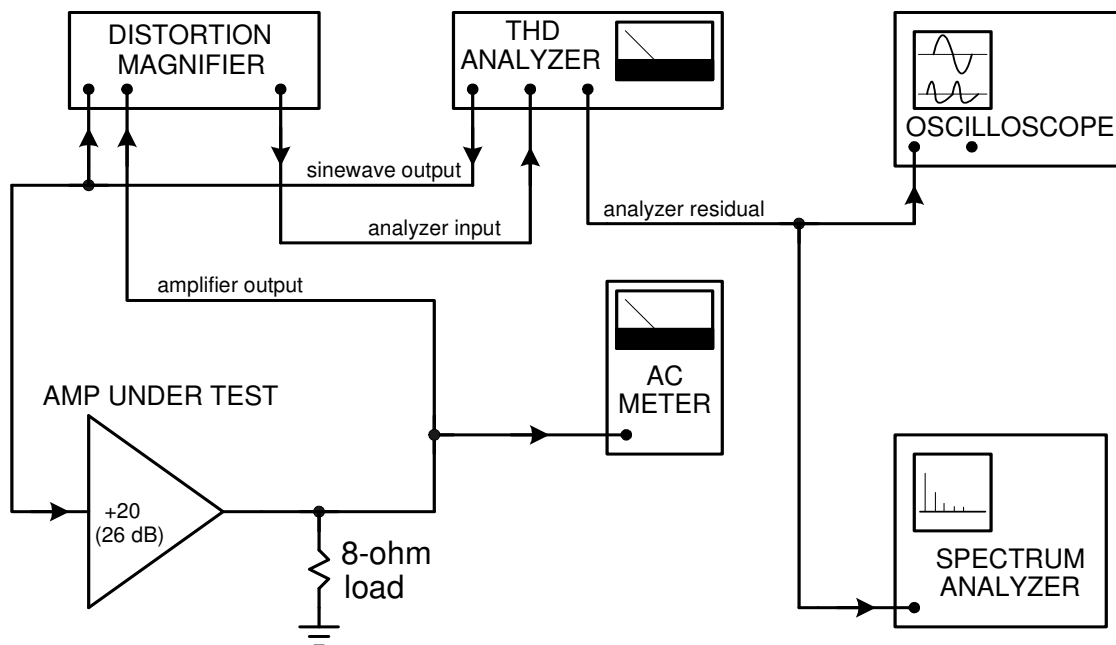 DISTORTION
MAGNIFIER
THD
ANALYZER
OSCILLOSCOPE
sinewave output
analyzer input
analyzer residual
amplifier output
AC
METER
AMP UNDER TEST
+20
(26 dB)
8-ohm
load
SPECTRUM
ANALYZER